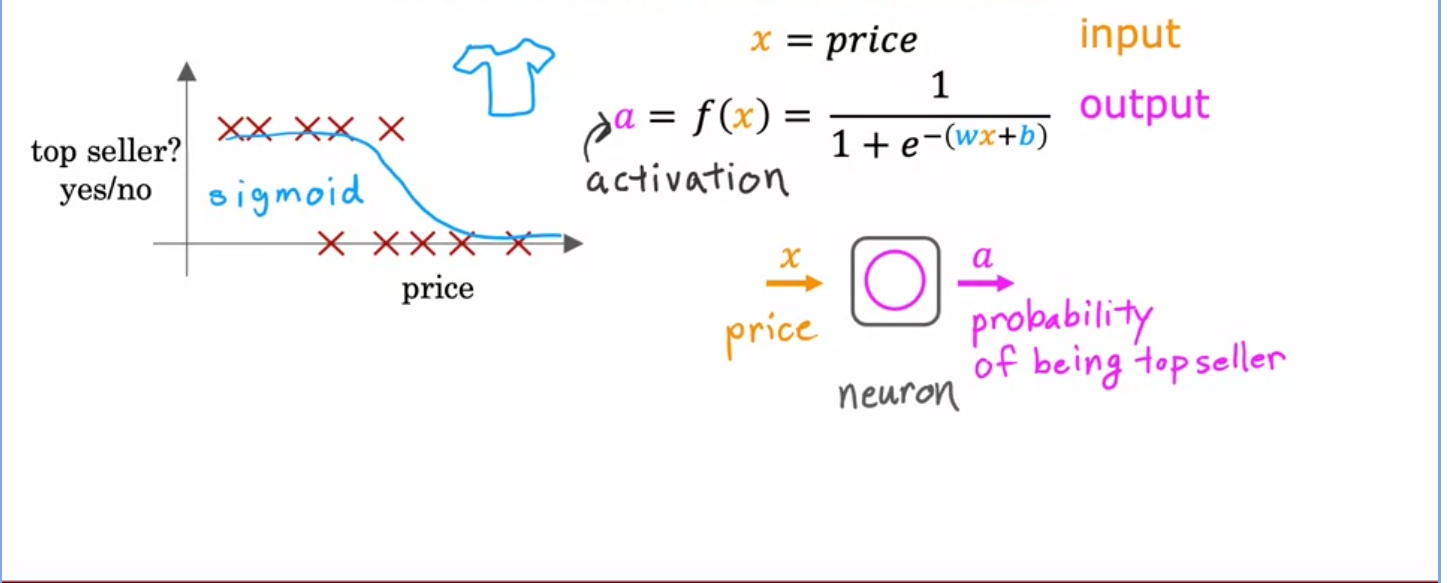 x = price
input
a = f(x) = 1 / (1 + e^-(wx+b))
output
activation
top seller?
yes/no
sigmoid
price
x
price
neuron
a
probability
of being top seller